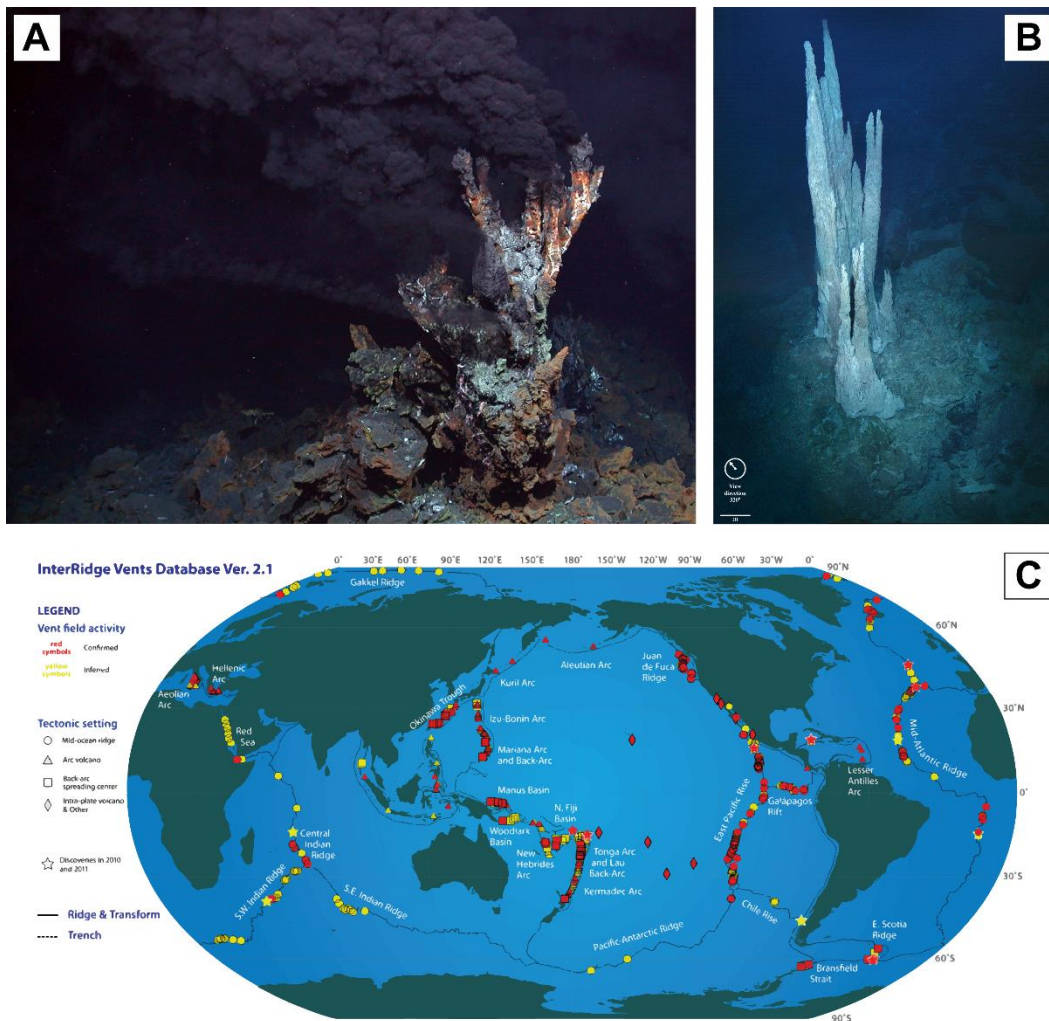 A
B
View
direction
320°
1m
C
InterRidge Vents Database Ver. 2.1
LEGEND
Vent field activity
red
symbols
Confirmed
yellow
symbols
Inferred
Tectonic setting
Mid-ocean ridge
Arc volcano
Back-arc
spreading center
Intra-plate volcano
& Other
Discoveries in 2010
and 2011
Ridge & Transform
Trench
0°
30°E
60°E
90°E
120°E
150°E
180°
150°W
120°W
90°W
60°W
30°W
0°
90°N
60°N
30°N
0°
30°S
60°S
90°S
Gakkel Ridge
Aleutian Arc
Kuril Arc
Juan
de Fuca
Ridge
Hellenic
Arc
Aeolian
Arc
Okinawa Trough
Izu-Bonin Arc
Red
Sea
Mariana Arc
and Back-Arc
Mid-Atlantic Ridge
Lesser
Antilles
Arc
Manus Basin
N. Fiji
Basin
Galápagos
Rift
East Pacific Rise
Woodlark
Basin
Central
Indian
Ridge
New
Hebrides
Arc
Tonga Arc
and Lau
Back-Arc
Kermadec Arc
S.W. Indian Ridge
S.E. Indian Ridge
Chile Rise
Pacific-Antarctic Ridge
E. Scotia
Ridge
Bransfield
Strait